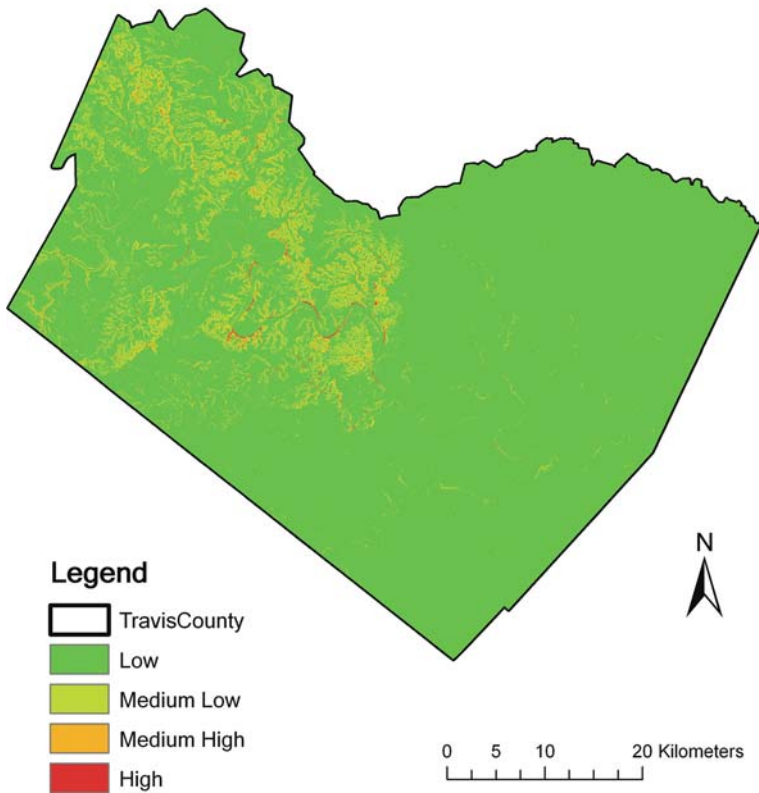 N
Legend
TravisCounty
Low
Medium Low
Medium High
High
0 5 10 20 Kilometers